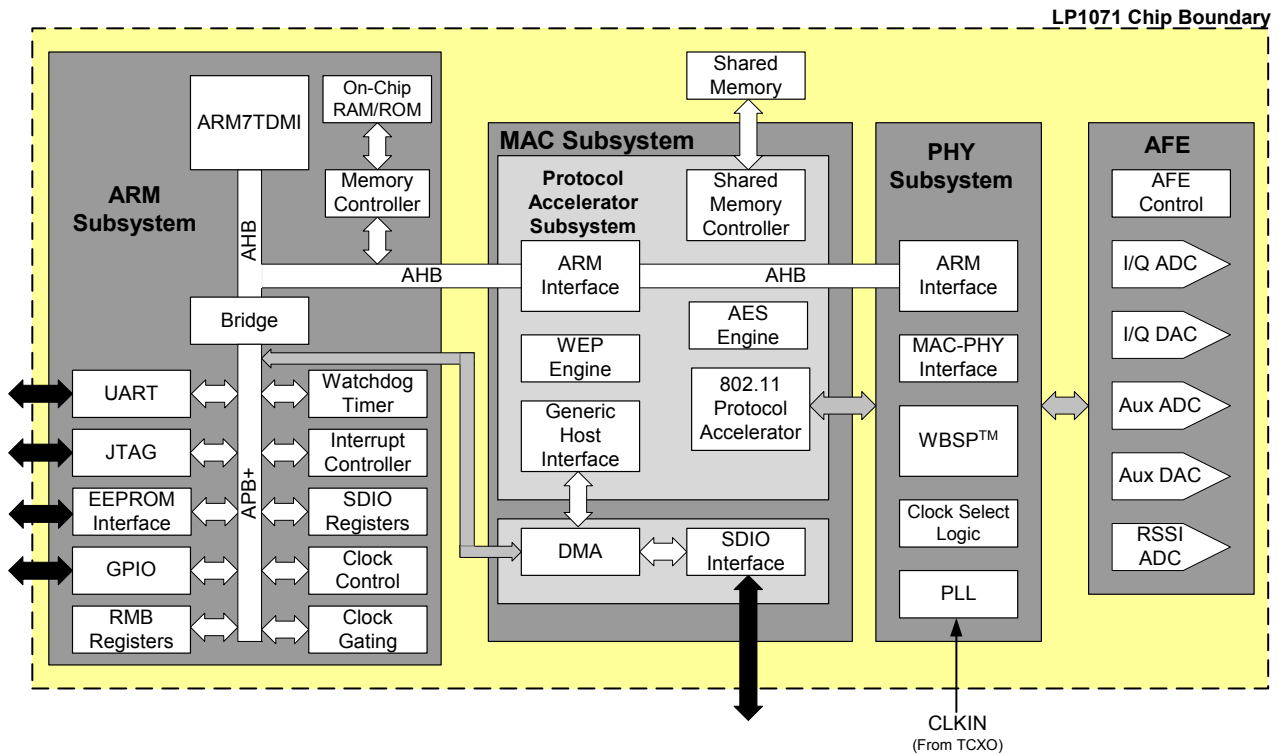 LP1071 Chip Boundary
ARM
Subsystem
ARM7TDMI
On-Chip
RAM/ROM
Memory
Controller
AHB
AHB
Bridge
APB+
UART
JTAG
EEPROM
Interface
GPIO
RMB
Registers
Watchdog
Timer
Interrupt
Controller
SDIO
Registers
Clock
Control
Clock
Gating
Shared
Memory
MAC Subsystem
Protocol
Accelerator
Subsystem
Shared
Memory
Controller
ARM
Interface
AHB
WEP
Engine
AES
Engine
Generic
Host
Interface
802.11
Protocol
Accelerator
DMA
SDIO
Interface
PHY
Subsystem
ARM
Interface
MAC-PHY
Interface
WBSP™
Clock Select
Logic
PLL
CLKIN
(From TCXO)
AFE
AFE
Control
I/Q ADC
I/Q DAC
Aux ADC
Aux DAC
RSSI
ADC